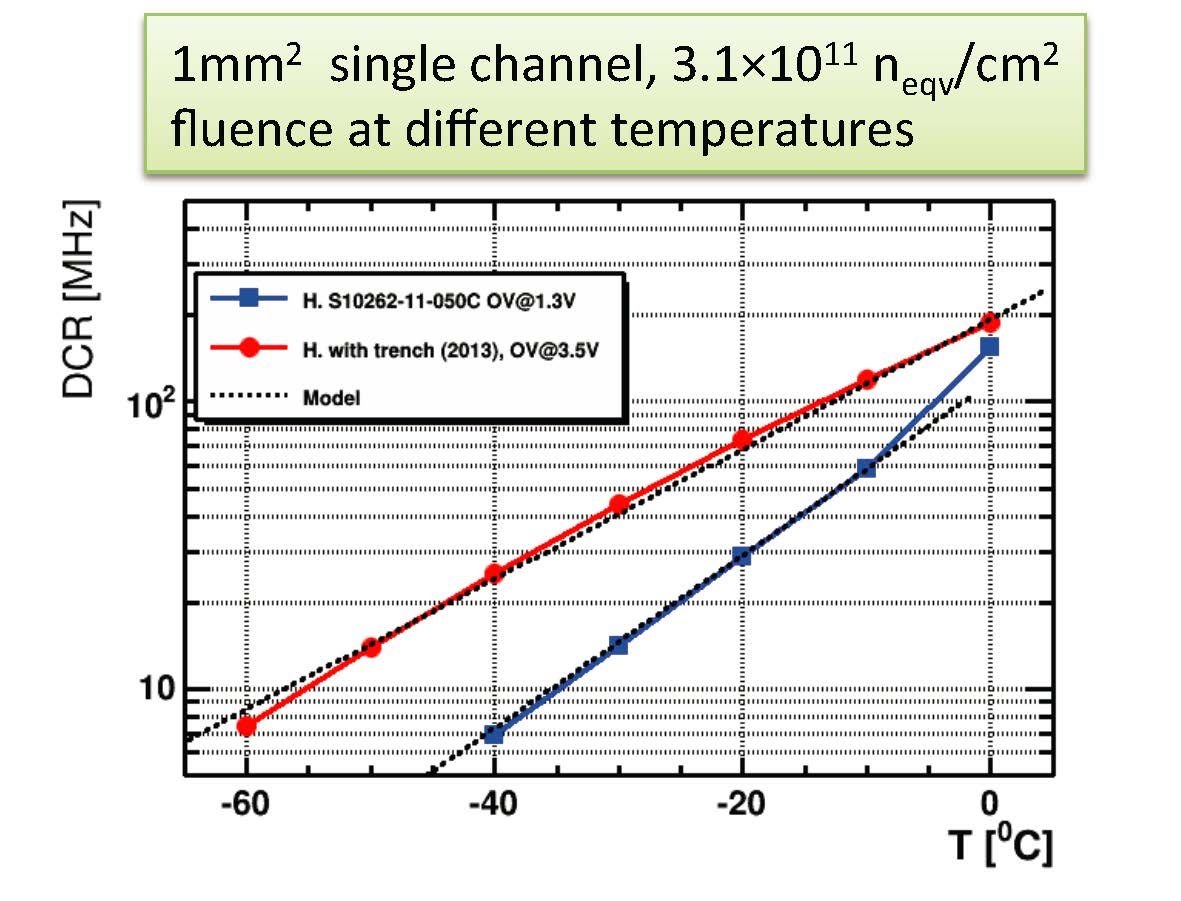 1mm² single channel, 3.1×10¹¹ neqv/cm²
fluence at different temperatures
DCR [MHz]
H. S10262-11-050C OV@1.3V
H. with trench (2013), OV@3.5V
Model
10²
10
-60 -40 -20 0
T [⁰C]